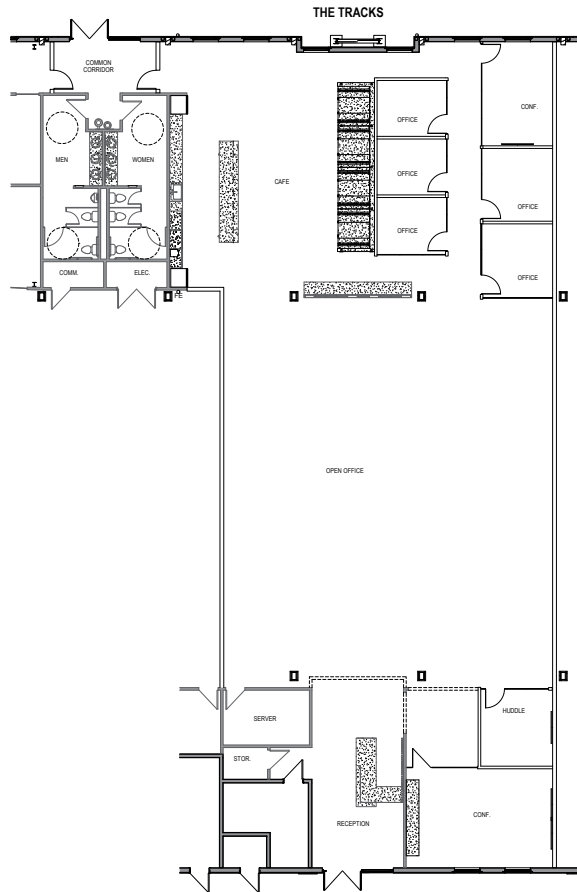 THE TRACKS
COMMON
CORRIDOR
OFFICE
CONF.
MEN
WOMEN
OFFICE
CAFE
OFFICE
OFFICE
COMM.
ELEC.
OFFICE
FE
OPEN OFFICE
HUDDLE
SERVER
STOR.
RECEPTION
CONF.